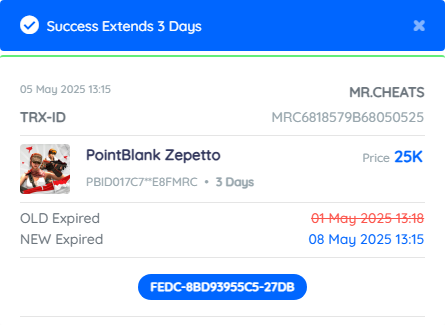 Success Extends 3 Days
05 May 2025 13:15
MR.CHEATS
TRX-ID
MRC6818579B68050525
PointBlank Zepetto
Price 25K
PBID017C7**E8FMRC • 3 Days
OLD Expired
01 May 2025 13:18
NEW Expired
08 May 2025 13:15
FEDC-8BD93955C5-27DB